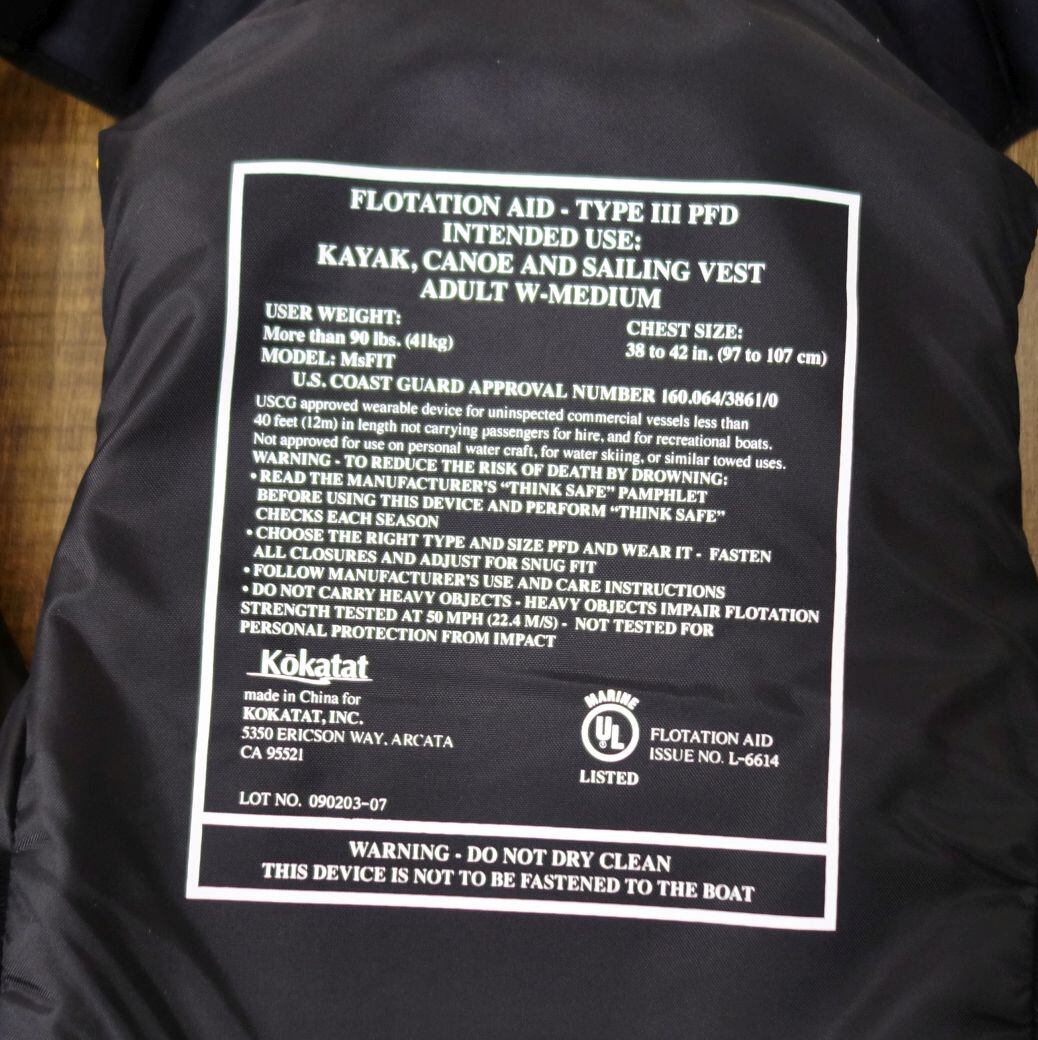 FLOTATION AID - TYPE III PFD
INTENDED USE:
KAYAK, CANOE AND SAILING VEST
ADULT W-MEDIUM
USER WEIGHT:
More than 90 lbs. (41kg)
CHEST SIZE:
38 to 42 in. (97 to 107 cm)
MODEL: MsFIT
U.S. COAST GUARD APPROVAL NUMBER 160.064/3861/0
USCG approved wearable device for uninspected commercial vessels less than
40 feet (12m) in length not carrying passengers for hire, and for recreational boats.
Not approved for use on personal water craft, for water skiing, or similar towed uses.
WARNING - TO REDUCE THE RISK OF DEATH BY DROWNING:
• READ THE MANUFACTURER'S "THINK SAFE" PAMPHLET
BEFORE USING THIS DEVICE AND PERFORM "THINK SAFE"
CHECKS EACH SEASON
• CHOOSE THE RIGHT TYPE AND SIZE PFD AND WEAR IT - FASTEN
ALL CLOSURES AND ADJUST FOR SNUG FIT
• FOLLOW MANUFACTURER'S USE AND CARE INSTRUCTIONS
• DO NOT CARRY HEAVY OBJECTS - HEAVY OBJECTS IMPAIR FLOTATION
STRENGTH TESTED AT 50 MPH (22.4 M/S) - NOT TESTED FOR
PERSONAL PROTECTION FROM IMPACT
Kōkatat
made in China for
KOKATAT, INC.
5350 ERICSON WAY. ARCATA
CA 95521
MARINE
UL ®
LISTED
FLOTATION AID
ISSUE NO. L-6614
LOT NO. 090203-07
WARNING - DO NOT DRY CLEAN
THIS DEVICE IS NOT TO BE FASTENED TO THE BOAT